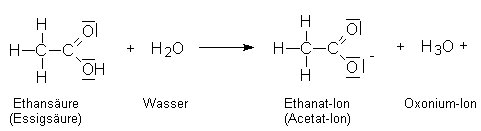 H
H C C O
H OH
+ H₂O
H
H C C O
H O -
+ H₃O +
Ethansäure
(Essigsäure)
Wasser
Ethanat-Ion
(Acetat-Ion)
Oxonium-Ion